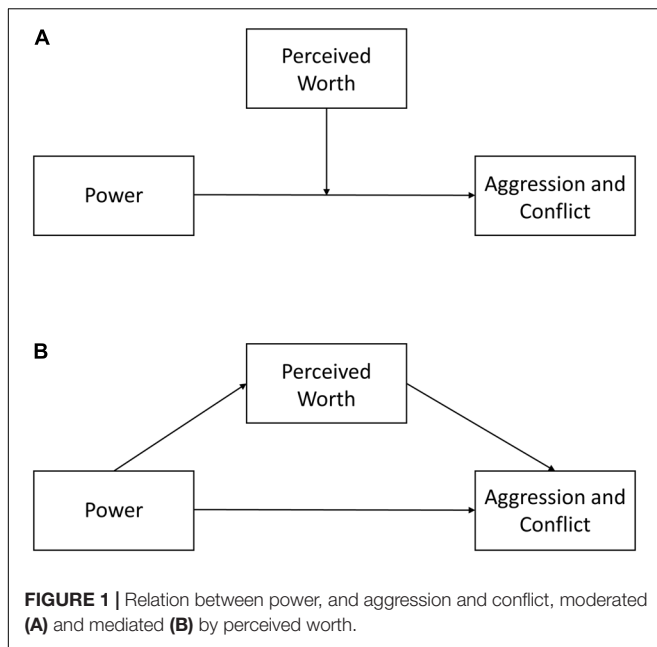 A
Perceived
Worth
Power
Aggression and
Conflict
B
Perceived
Worth
Power
Aggression and
Conflict
FIGURE 1 | Relation between power, and aggression and conflict, moderated
(A) and mediated (B) by perceived worth.